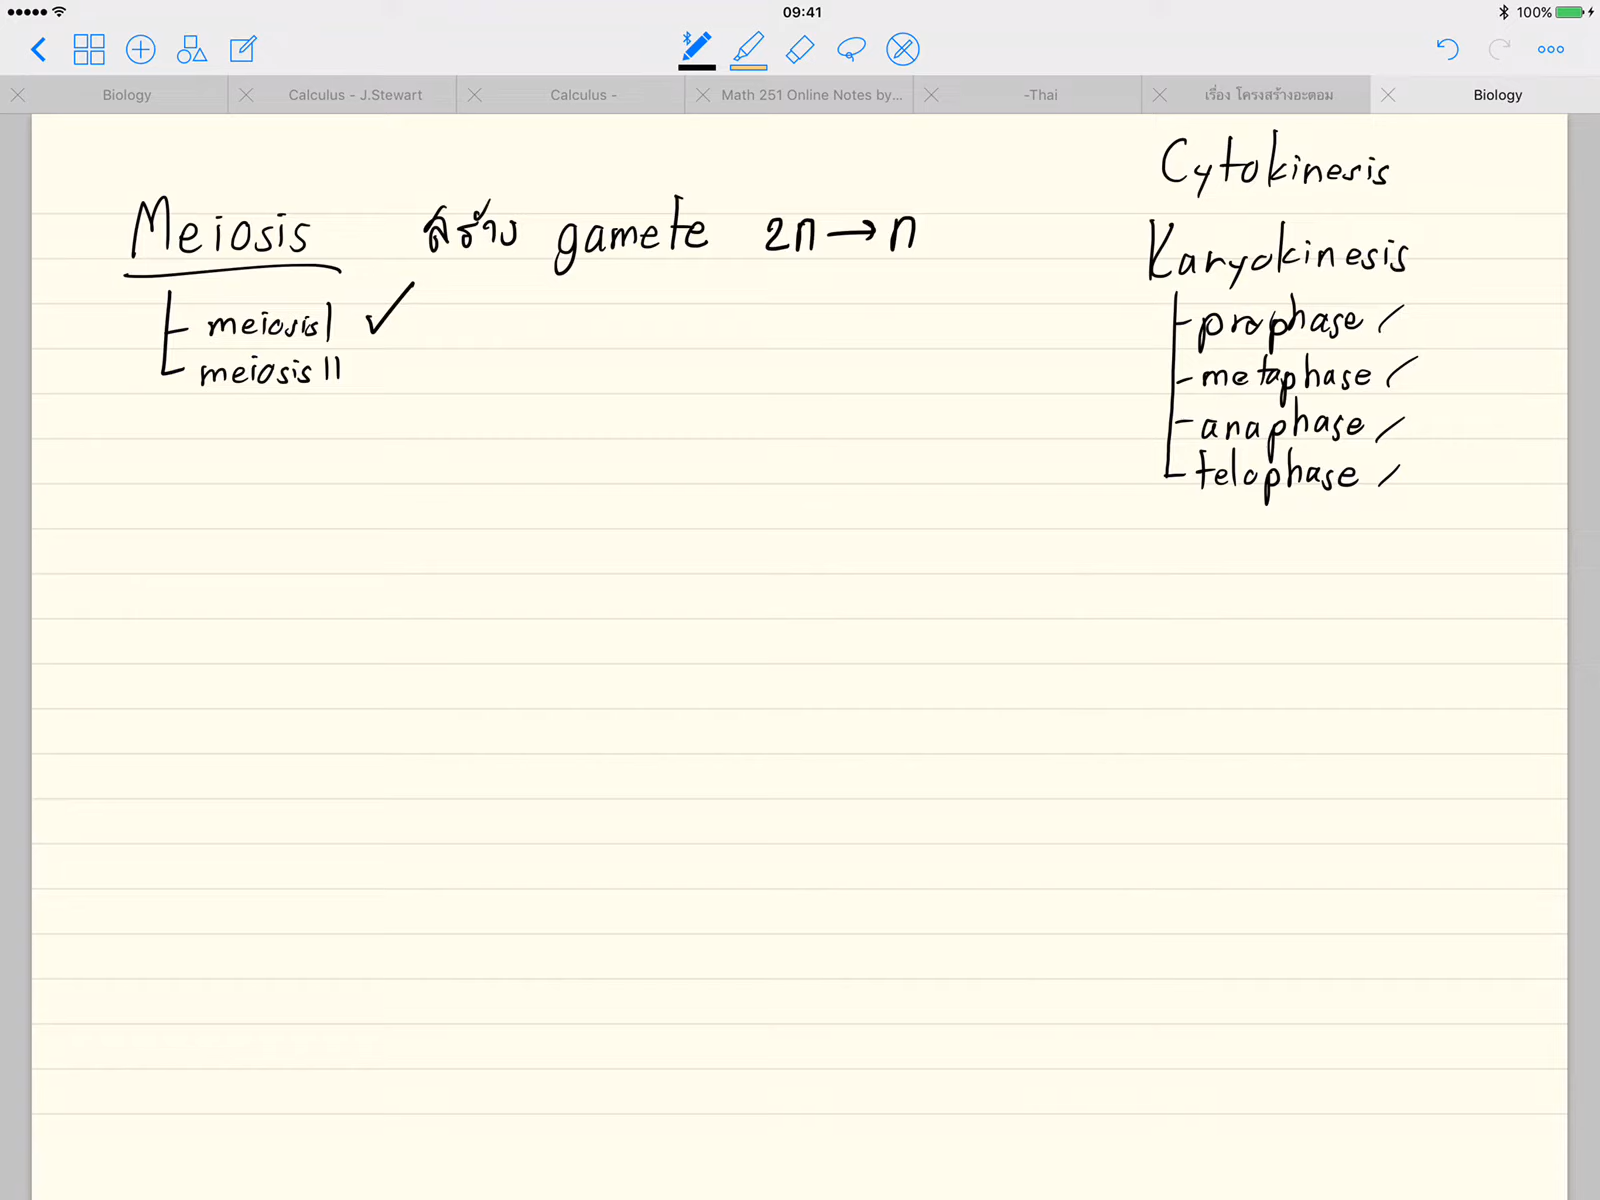 09:41
100%
Biology
Calculus - J.Stewart
Calculus -
Math 251 Online Notes by...
-Thai
เรื่อง โครงสร้างอะตอม
Biology
Meiosis สร้าง gamete 2n→n
meiosis I ✓
meiosis II
Cytokinesis
Karyokinesis
- prophase /
- metaphase /
- anaphase /
- telophase /